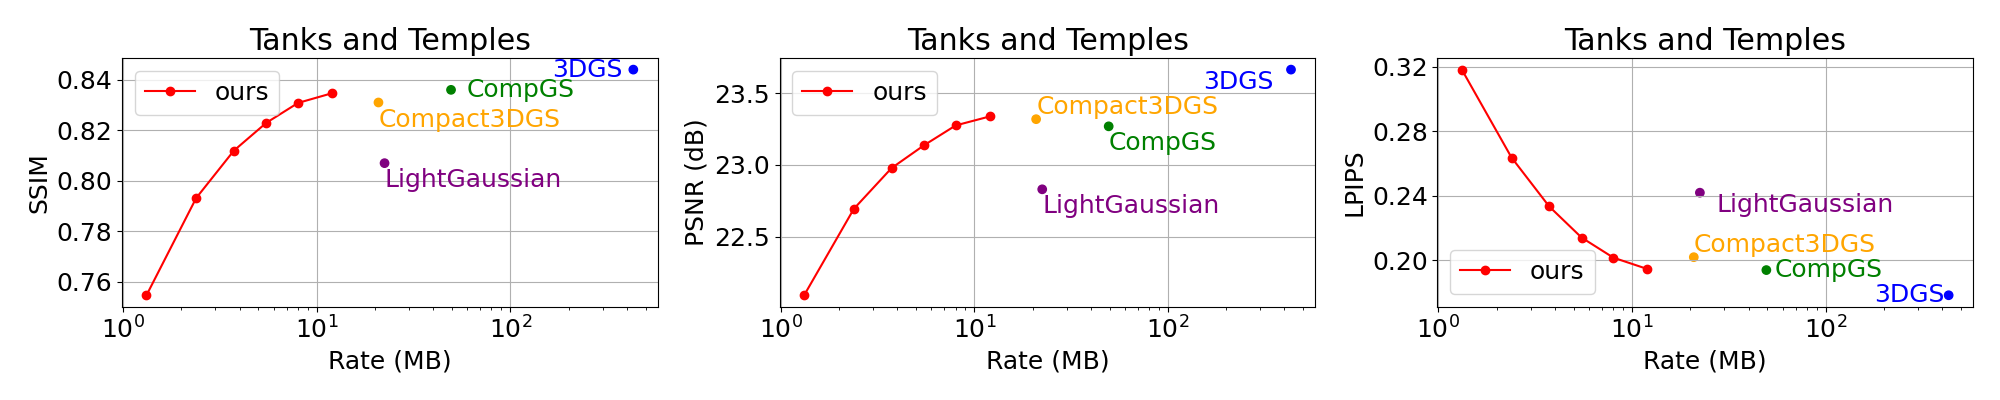 Tanks and Temples
SSIM
0.84
0.82
0.80
0.78
0.76
ours
3DGS
CompGS
Compact3DGS
LightGaussian
10^0
10^1
10^2
Rate (MB)
Tanks and Temples
PSNR (dB)
23.5
23.0
22.5
ours
3DGS
Compact3DGS
CompGS
LightGaussian
10^0
10^1
10^2
Rate (MB)
Tanks and Temples
LPIPS
0.32
0.28
0.24
0.20
LightGaussian
Compact3DGS
CompGS
3DGS
ours
10^0
10^1
10^2
Rate (MB)